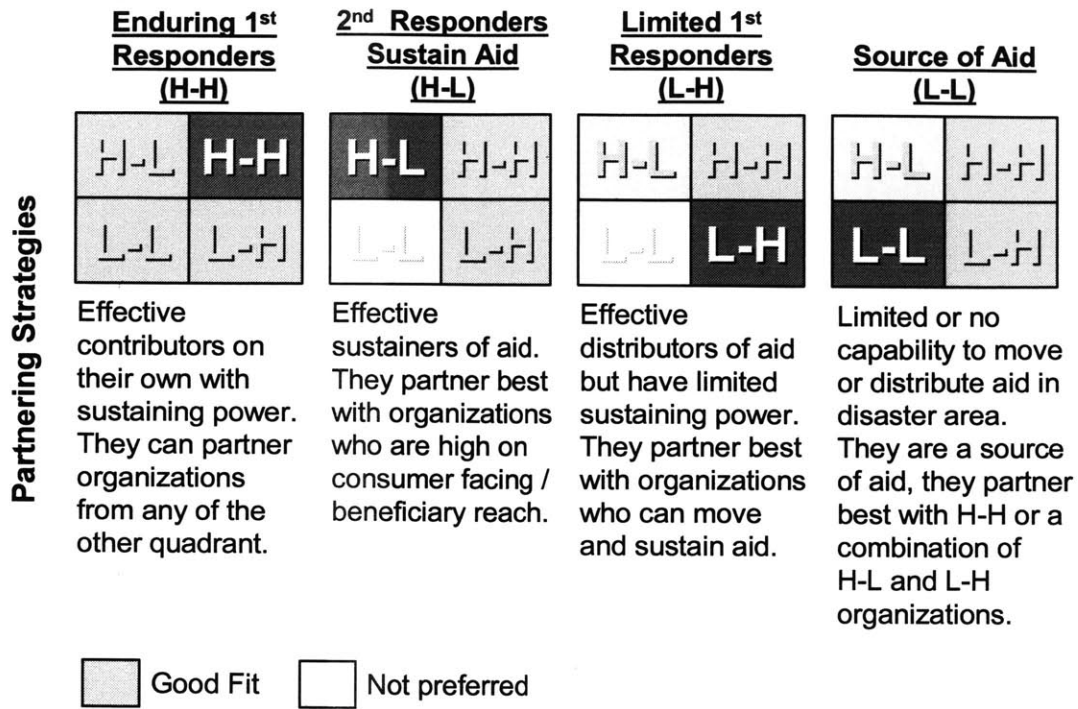 Partnering Strategies
Enduring 1st
Responders
(H-H)
H-L H-H
L-L L-H
Effective
contributors on
their own with
sustaining power.
They can partner
organizations
from any of the
other quadrant.
2nd Responders
Sustain Aid
(H-L)
H-L H-H
L-L L-H
Effective
sustainers of aid.
They partner best
with organizations
who are high on
consumer facing /
beneficiary reach.
Limited 1st
Responders
(L-H)
H-L H-H
L-L L-H
Effective
distributors of aid
but have limited
sustaining power.
They partner best
with organizations
who can move
and sustain aid.
Source of Aid
(L-L)
H-L H-H
L-L L-H
Limited or no
capability to move
or distribute aid in
disaster area.
They are a source
of aid, they partner
best with H-H or a
combination of
H-L and L-H
organizations.
Good Fit
Not preferred